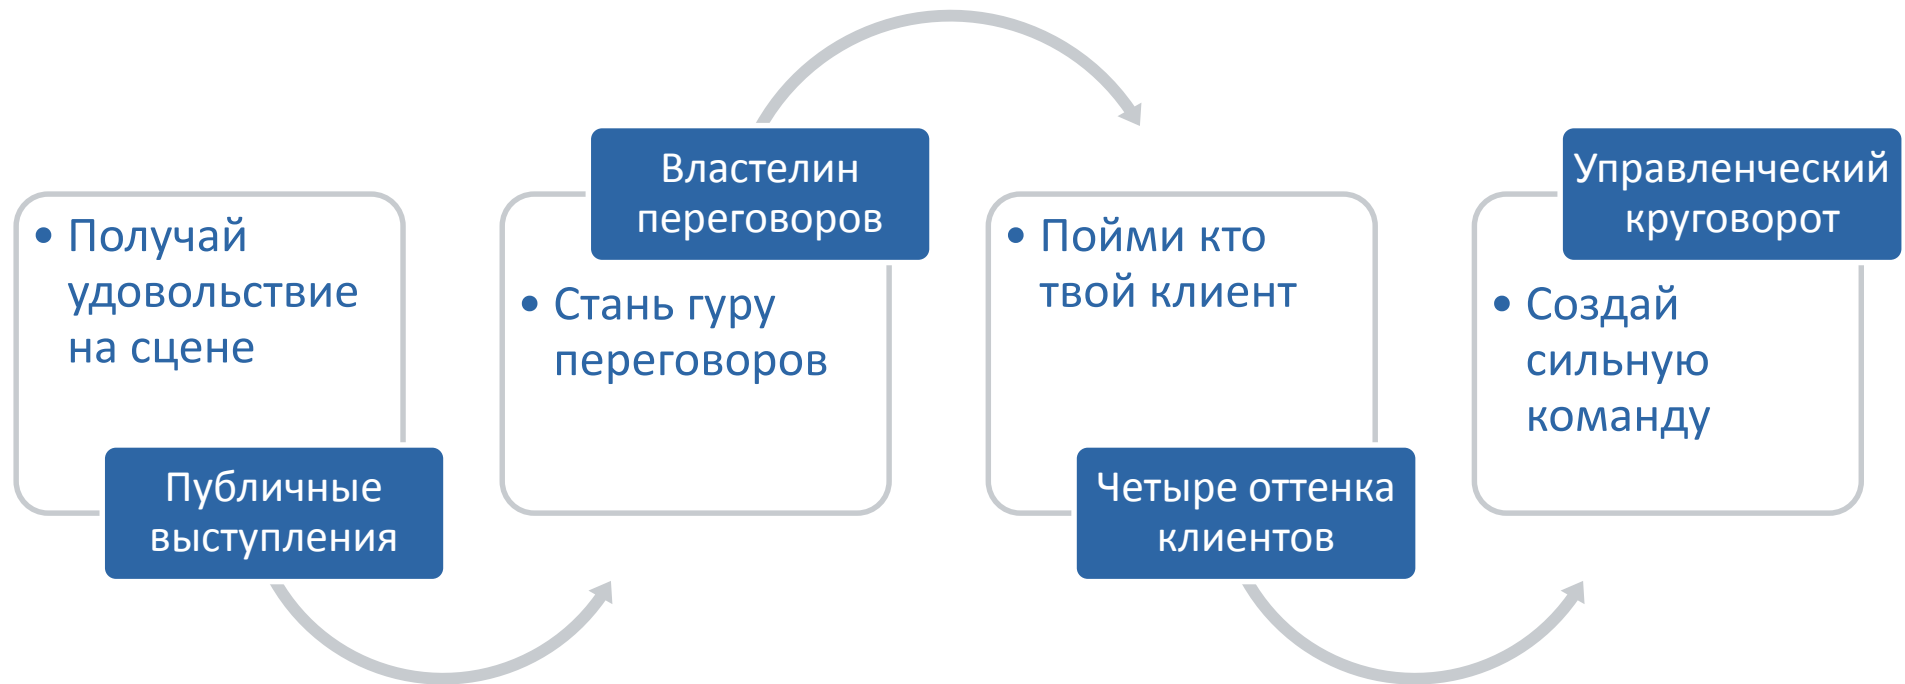 • Получай
удовольствие
на сцене
Публичные
выступления
Властелин
переговоров
• Стань гуру
переговоров
• Пойми кто
твой клиент
Четыре оттенка
клиентов
Управленческий
круговорот
• Создай
сильную
команду